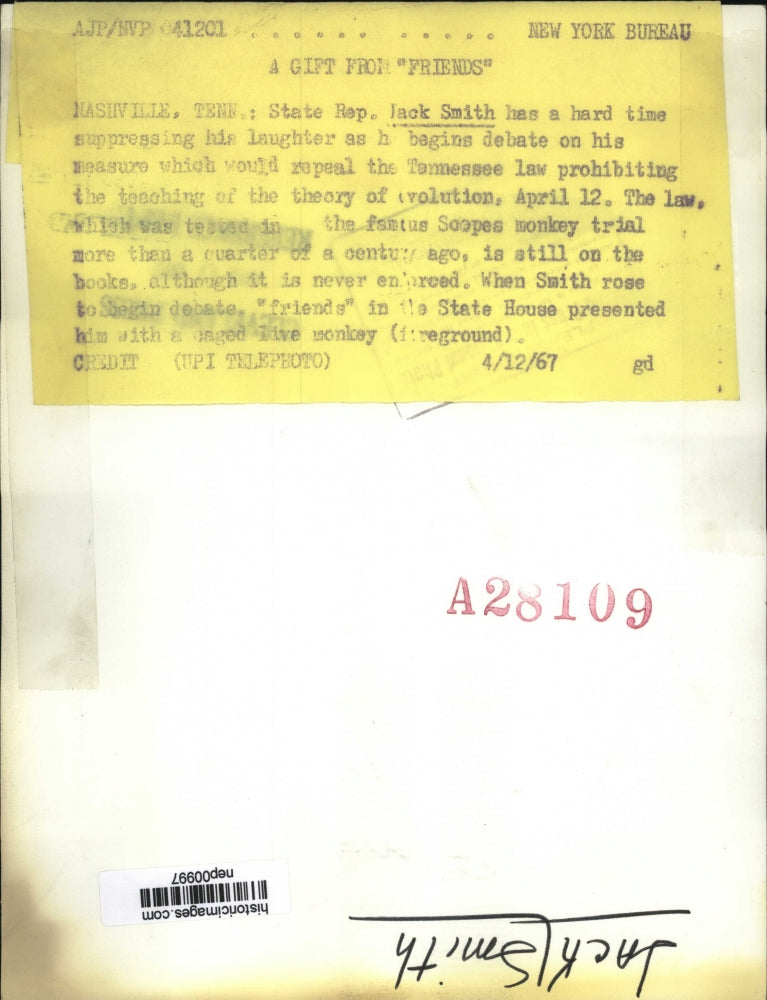 AJP/NVP 041201 . . . . . . . . . . . NEW YORK BUREAU
A GIFT FROM "FRIENDS"
NASHVILLE, TENN.: State Rep. Jack Smith has a hard time
suppressing his laughter as h begins debate on his
measure which would repeal the Tennessee law prohibiting
the teaching of the theory of evolution, April 12. The law,
which was tested in the famous Scopes monkey trial
more than a quarter of a century ago, is still on the
books, although it is never enforced. When Smith rose
to begin debate, "friends" in the State House presented
him with a caged live monkey (foreground).
CREDIT (UPI TELEPHOTO) 4/12/67 gd
A28109
nep00997
historicimages.com
Jack Smith